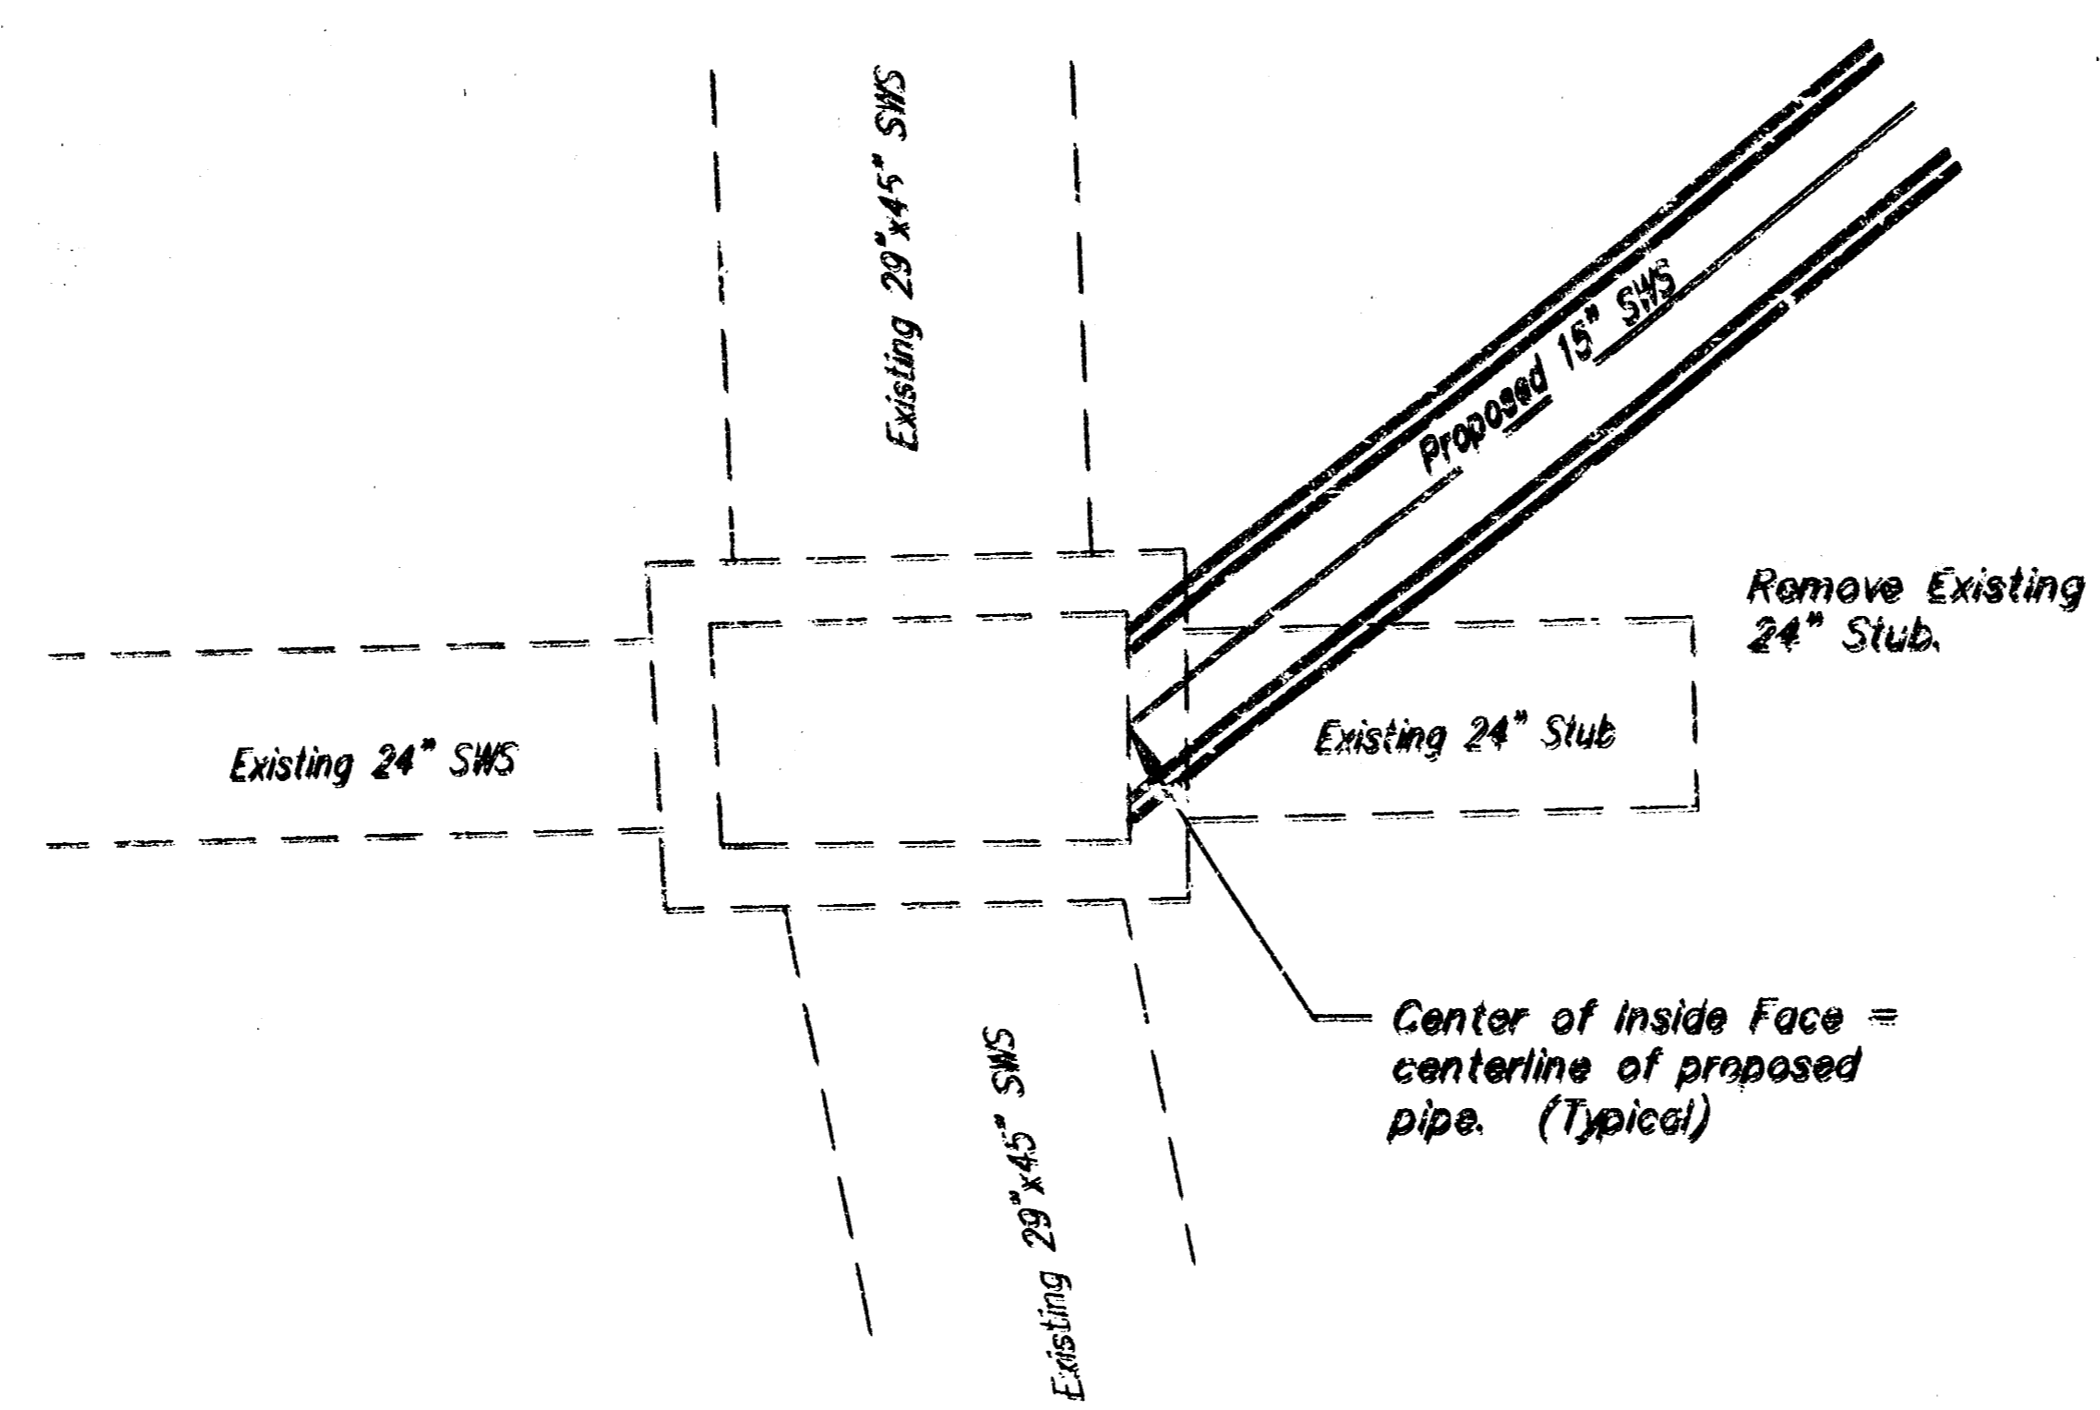 Existing 29"x45" SWS
Proposed 15" SWS
Remove Existing
24" Stub.
Existing 24" SWS
Existing 24" Stub
Center of Inside Face =
centerline of proposed
pipe. (Typical)
Existing 29"x45" SWS